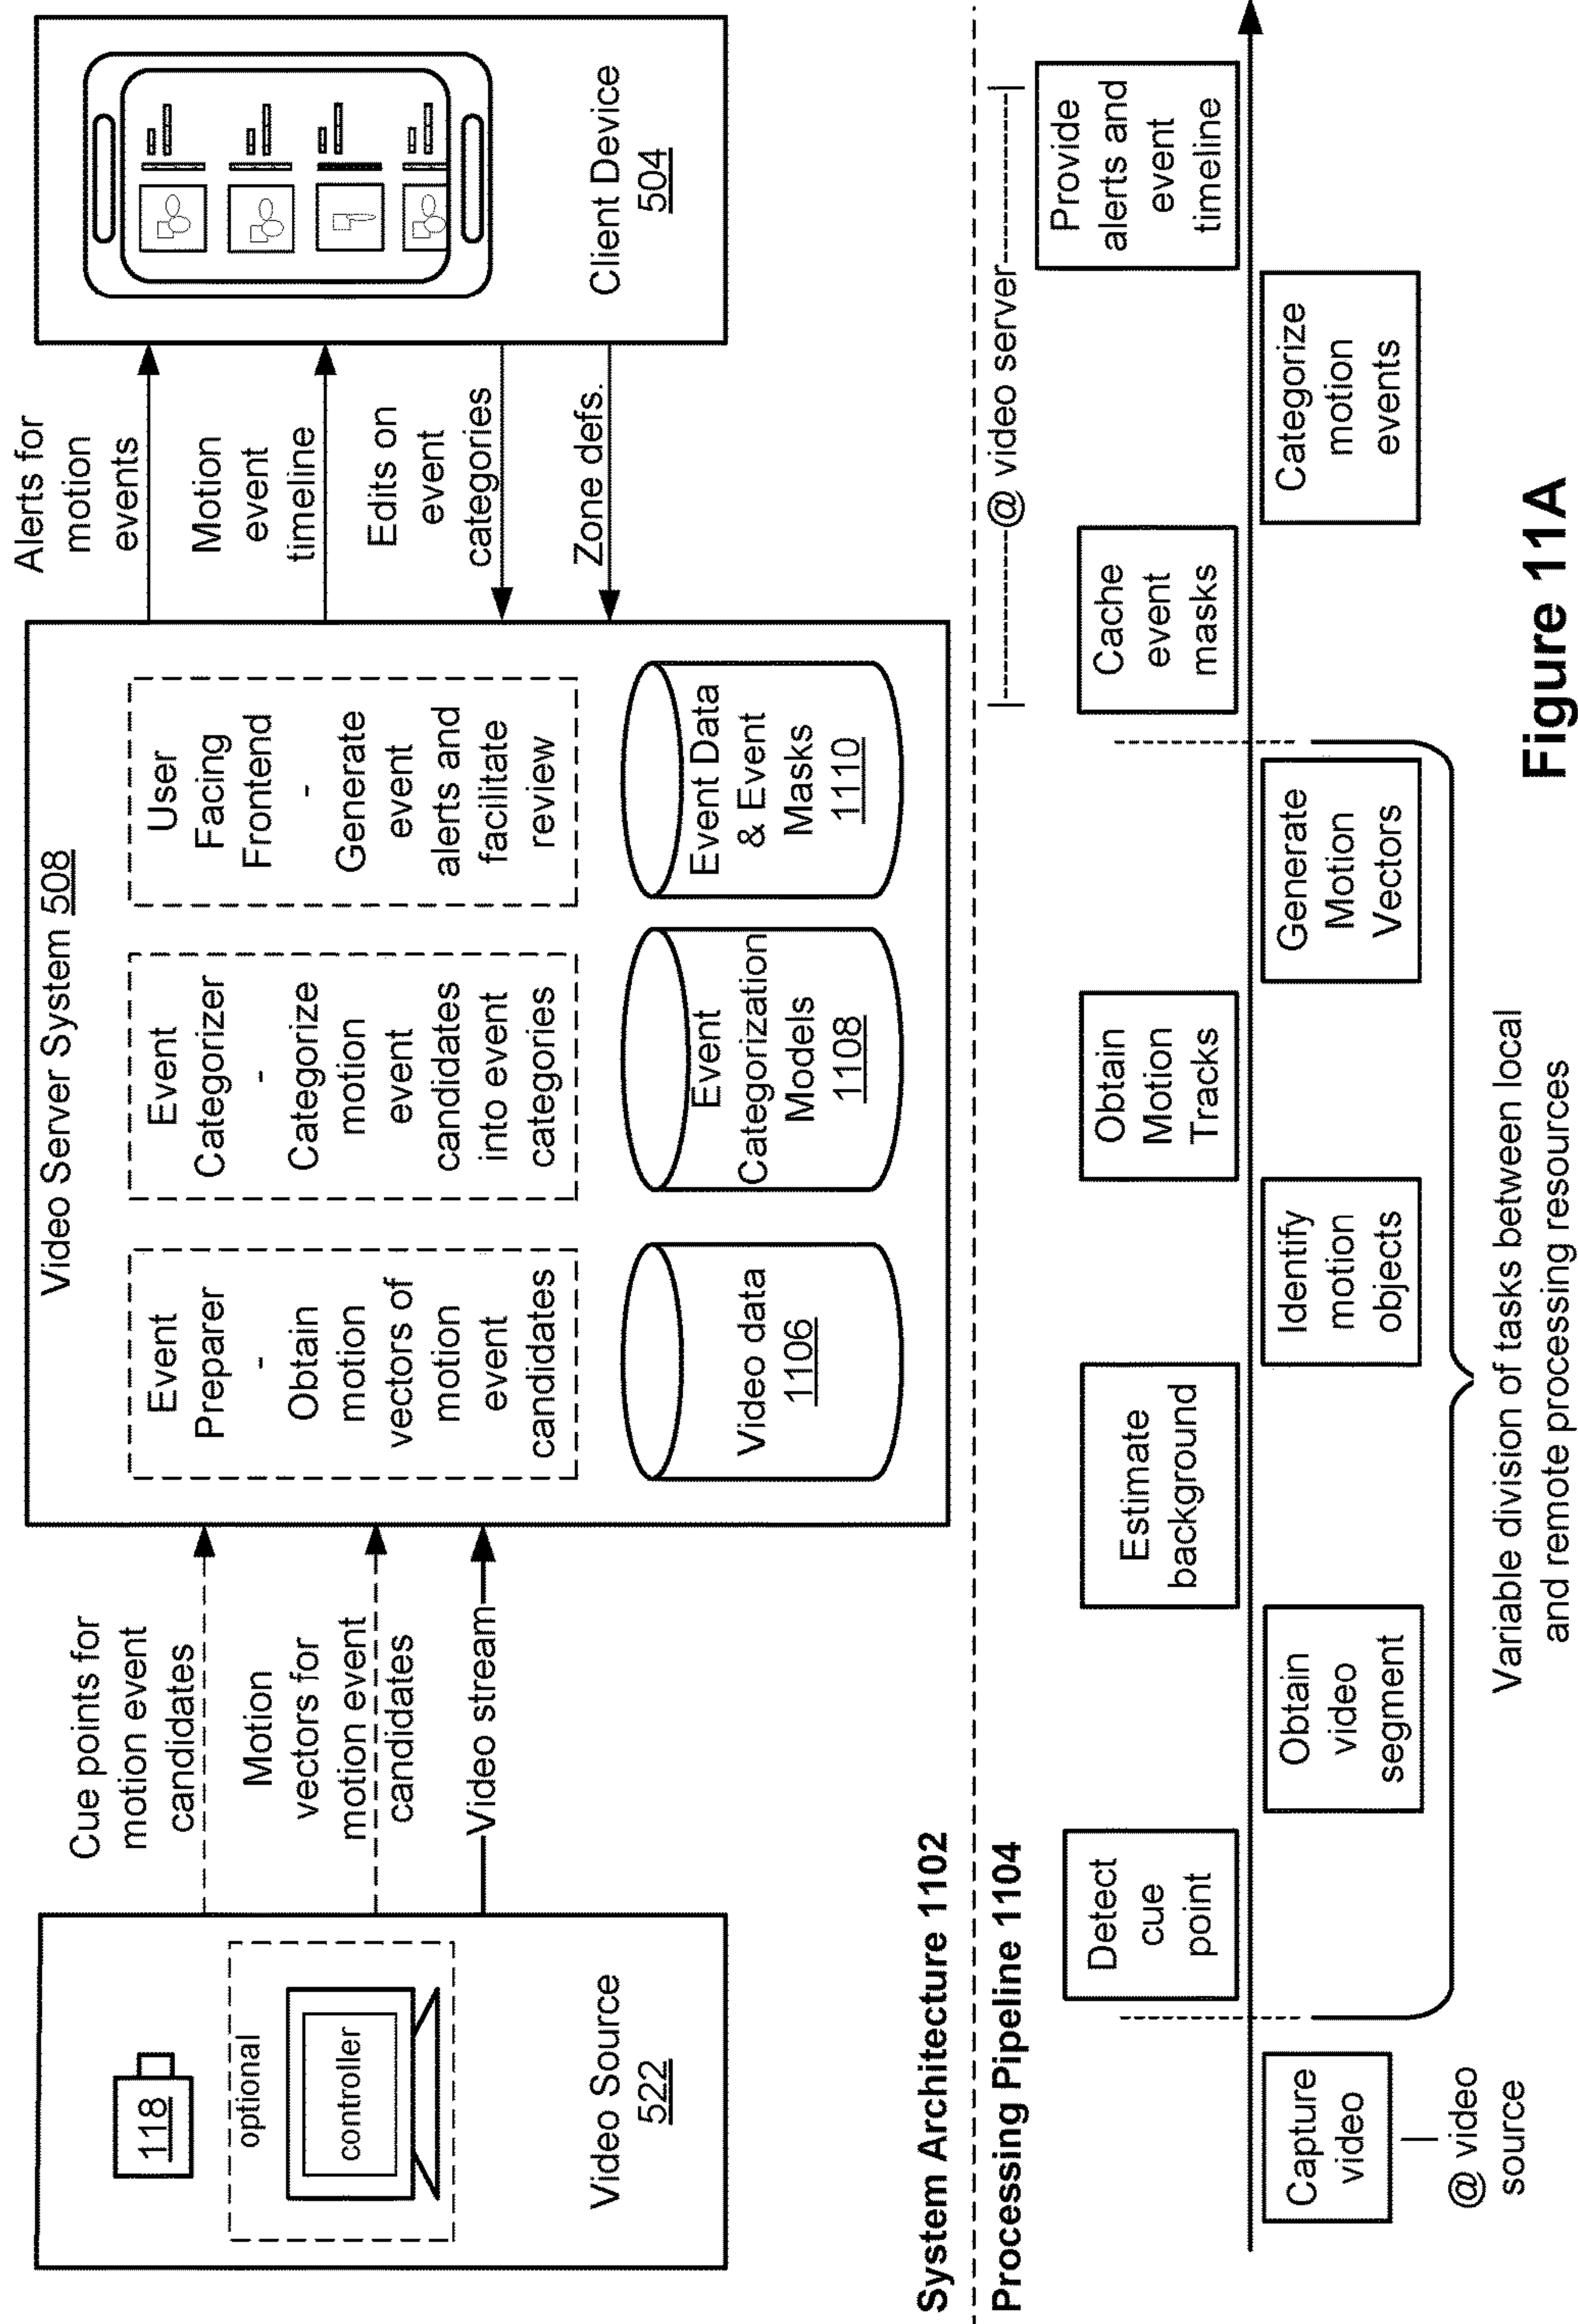 118
optional
controller
Video Source
522
Cue points for
motion event
candidates
Motion
vectors for
motion event
candidates
Video stream
Video Server System 508
Event
Preparer
-
Obtain
motion
vectors of
motion
event
candidates
Event
Categorizer
-
Categorize
motion
event
candidates
into event
categories
User
Facing
Frontend
-
Generate
event
alerts and
facilitate
review
Video data
1106
Event
Categorization
Models
1108
Event Data
& Event
Masks
1110
Alerts for
motion
events
Motion
event
timeline
Edits on
event
categories
Zone defs.
Client Device
504
System Architecture 1102
Processing Pipeline 1104
@ video server
Capture
video
@ video
source
Detect
cue
point
Obtain
video
segment
Estimate
background
Identify
motion
objects
Obtain
Motion
Tracks
Generate
Motion
Vectors
Cache
event
masks
Categorize
motion
events
Provide
alerts and
event
timeline
Variable division of tasks between local
and remote processing resources
Figure 11A